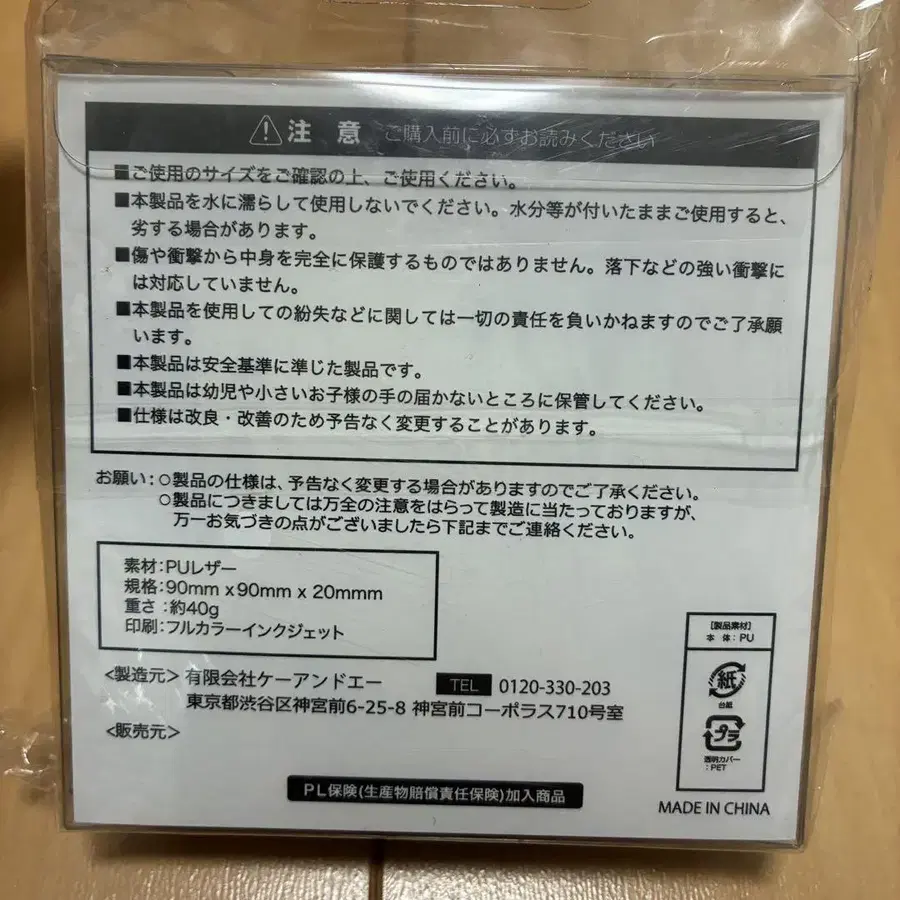 注 意 ご購入前に必ずお読みください
■ご使用のサイズをご確認の上、ご使用ください。
■本製品を水に濡らして使用しないでください。水分等が付いたままご使用すると、
劣する場合があります。
■傷や衝撃から中身を完全に保護するものではありません。落下などの強い衝撃に
は対応していません。
■本製品を使用しての紛失などに関しては一切の責任を負いかねますのでご了承願
います。
■本製品は安全基準に準じた製品です。
■本製品は幼児や小さいお子様の手の届かないところに保管してください。
■仕様は改良・改善のため予告なく変更することがあります。
お願い:○製品の仕様は、予告なく変更する場合がありますのでご了承ください。
○製品につきましては万全の注意をはらって製造に当たっておりますが、
万一お気づきの点がございましたら下記までご連絡ください。
素材:PUレザー
規格:90mm x90mm x 20mmm
重さ:約40g
印刷:フルカラーインクジェット
<製造元> 有限会社ケーアンドエー TEL 0120-330-203
東京都渋谷区神宮前6-25-8 神宮前コーポラス710号室
<販売元>
[製品素材]
本 体:PU
紙
台紙
プラ
透明カバー
:PET
PL保険(生産物賠償責任保険)加入商品
MADE IN CHINA